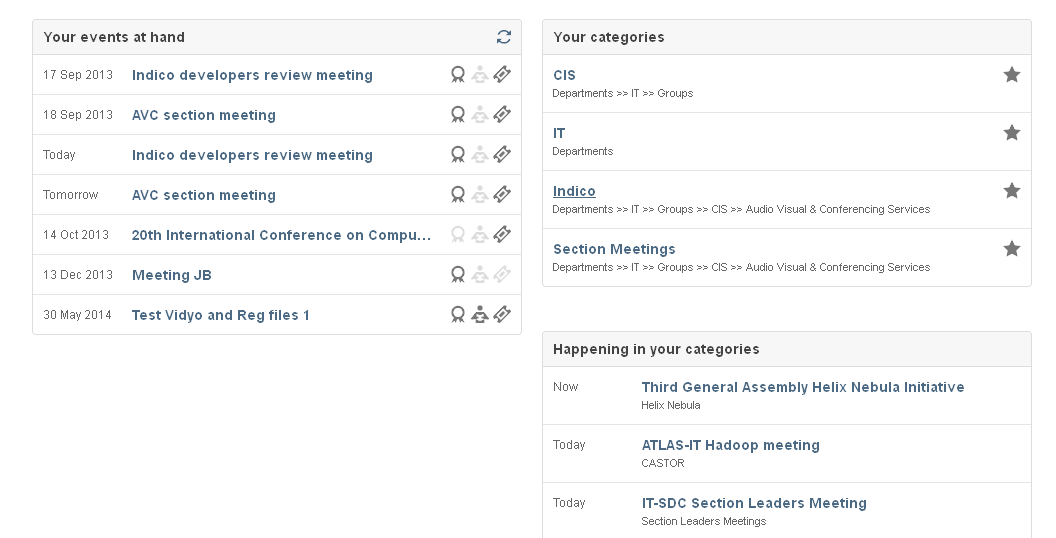 Your events at hand
17 Sep 2013 Indico developers review meeting
18 Sep 2013 AVC section meeting
Today Indico developers review meeting
Tomorrow AVC section meeting
14 Oct 2013 20th International Conference on Compu...
13 Dec 2013 Meeting JB
30 May 2014 Test Vidyo and Reg files 1
Your categories
CIS
Departments >> IT >> Groups
IT
Departments
Indico
Departments >> IT >> Groups >> CIS >> Audio Visual & Conferencing Services
Section Meetings
Departments >> IT >> Groups >> CIS >> Audio Visual & Conferencing Services
Happening in your categories
Now Third General Assembly Helix Nebula Initiative
Helix Nebula
Today ATLAS-IT Hadoop meeting
CASTOR
Today IT-SDC Section Leaders Meeting
Section Leaders Meetings